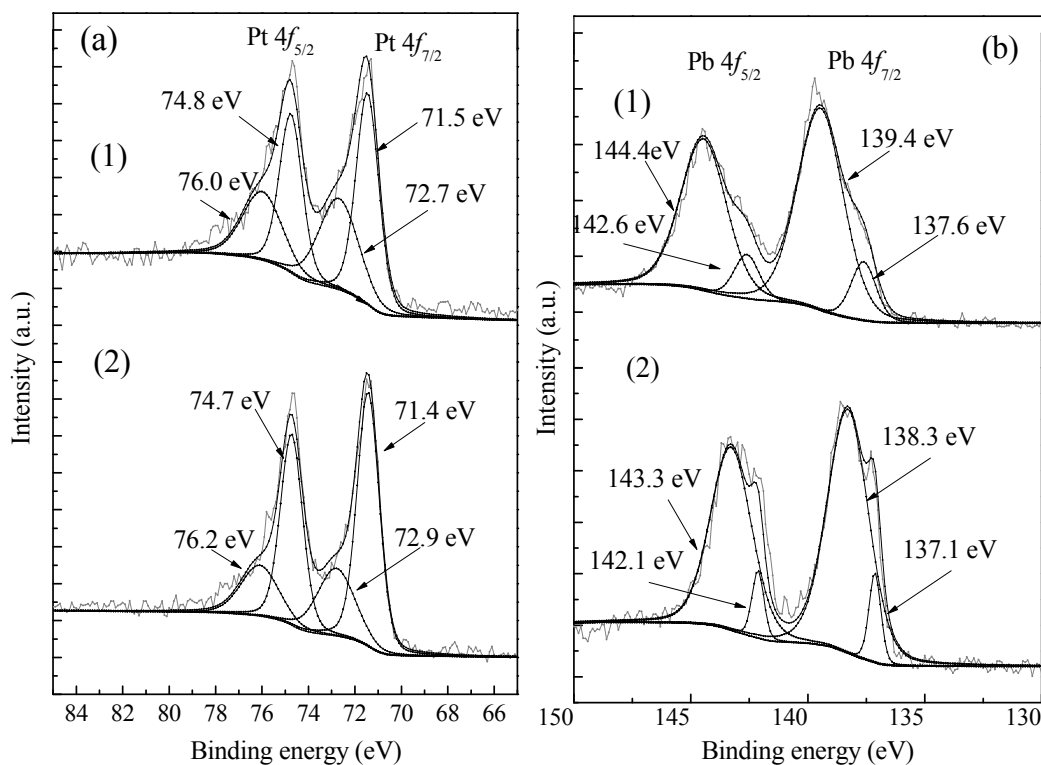 (a)
Pt 4f5/2
Pt 4f7/2
(1)
74.8 eV
71.5 eV
76.0 eV
72.7 eV
(2)
74.7 eV
71.4 eV
76.2 eV
72.9 eV
Intensity (a.u.)
84 82 80 78 76 74 72 70 68 66
Binding energy (eV)
(b)
Pb 4f5/2
Pb 4f7/2
(1)
144.4eV
139.4 eV
142.6 eV
137.6 eV
(2)
143.3 eV
138.3 eV
142.1 eV
137.1 eV
Intensity (a.u.)
150 145 140 135 130
Binding energy (eV)